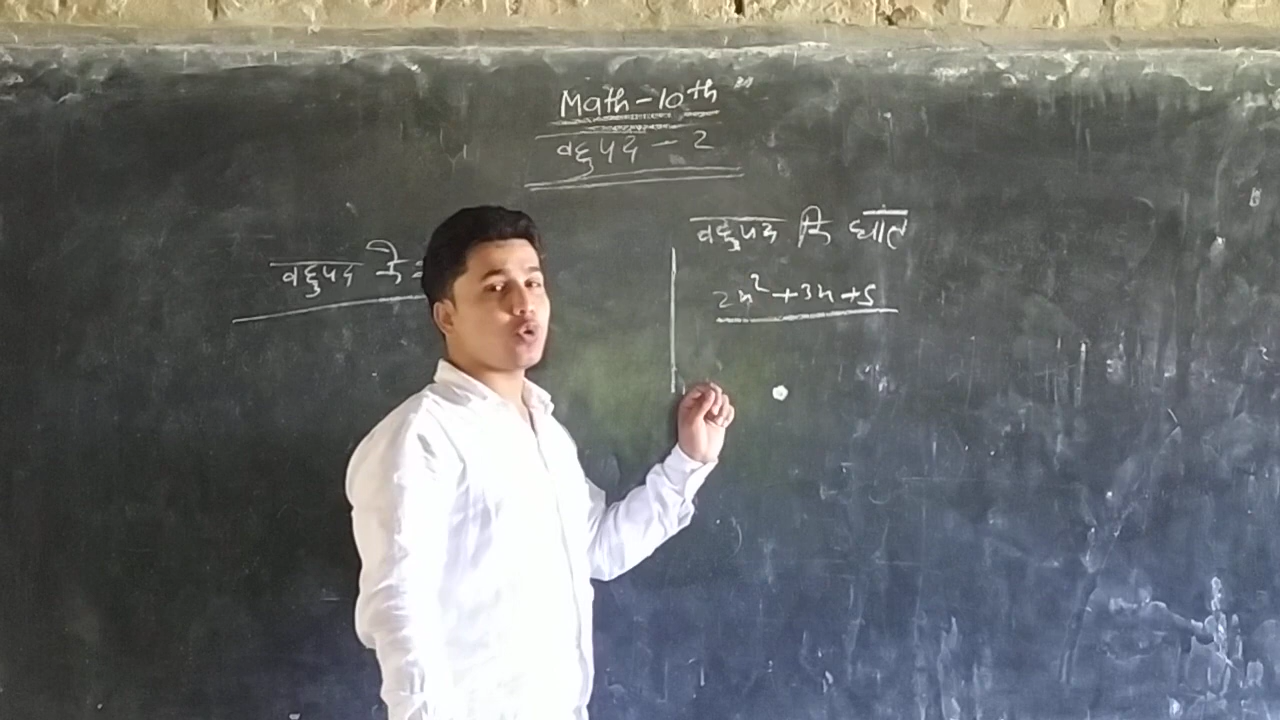 Math-10th
बहुपद - 2
बहुपद के
बहुपद कि घात
2x²+3x+5